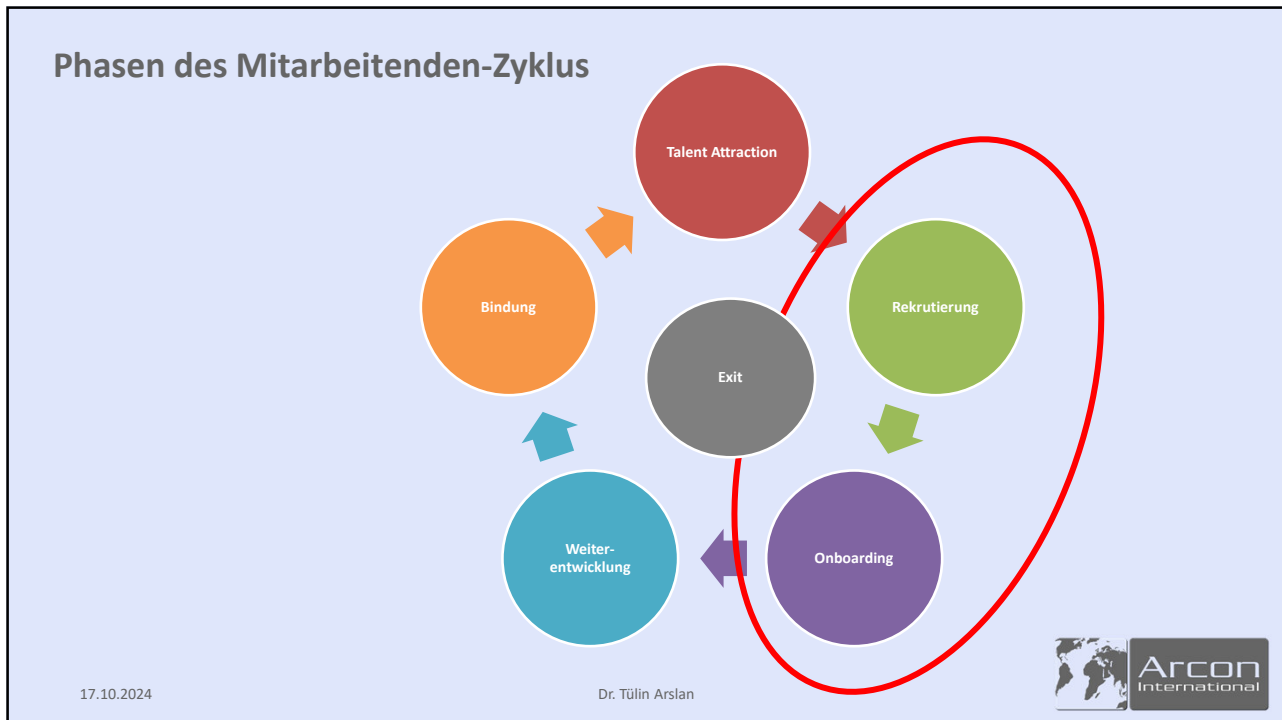 Phasen des Mitarbeitenden-Zyklus
Talent Attraction
Rekrutierung
Onboarding
Weiter-
entwicklung
Bindung
Exit
17.10.2024
Dr. Tülin Arslan
Arcon
International